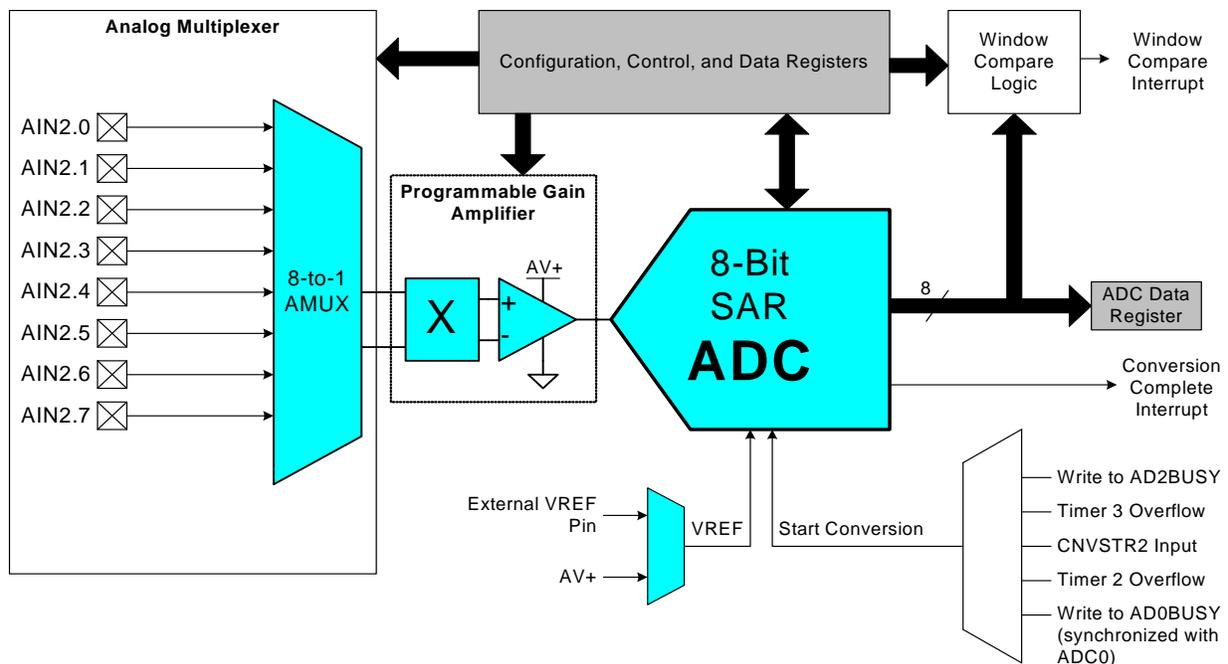 Analog Multiplexer
AIN2.0
AIN2.1
AIN2.2
AIN2.3
AIN2.4
AIN2.5
AIN2.6
AIN2.7
8-to-1
AMUX
Configuration, Control, and Data Registers
Window
Compare
Logic
Window
Compare
Interrupt
Programmable Gain
Amplifier
X
AV+
+
-
8-Bit
SAR
ADC
8
ADC Data
Register
Conversion
Complete
Interrupt
External VREF
Pin
AV+
VREF
Start Conversion
Write to AD2BUSY
Timer 3 Overflow
CNVSTR2 Input
Timer 2 Overflow
Write to AD0BUSY
(synchronized with
ADC0)